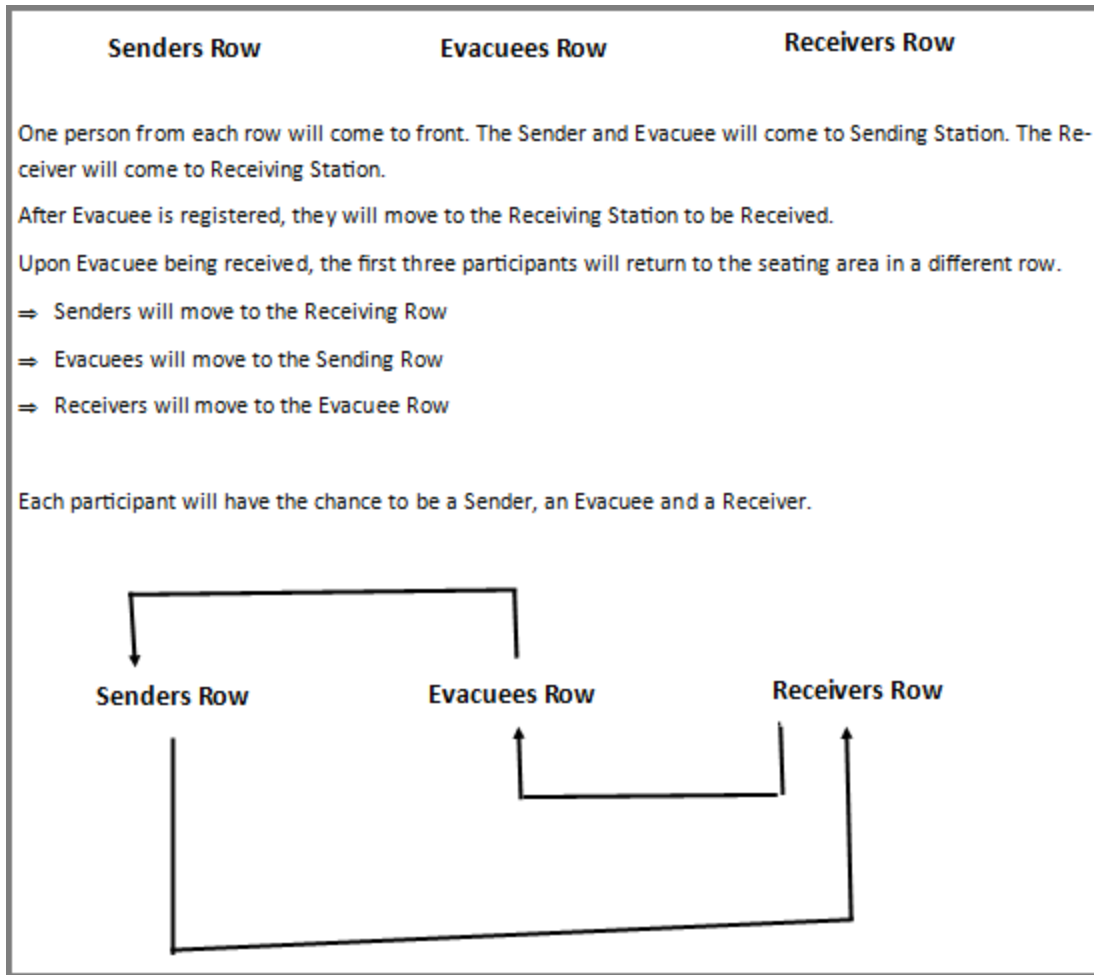 Senders Row Evacuees Row Receivers Row
One person from each row will come to front. The Sender and Evacuee will come to Sending Station. The Re-
ceiver will come to Receiving Station.
After Evacuee is registered, they will move to the Receiving Station to be Received.
Upon Evacuee being received, the first three participants will return to the seating area in a different row.
⇒ Senders will move to the Receiving Row
⇒ Evacuees will move to the Sending Row
⇒ Receivers will move to the Evacuee Row
Each participant will have the chance to be a Sender, an Evacuee and a Receiver.
Senders Row Evacuees Row Receivers Row